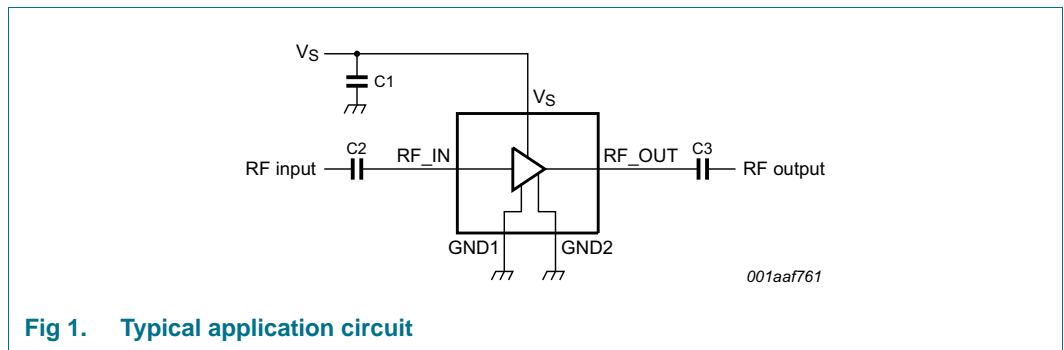 VS
C1
VS
C2
RF_IN
RF_OUT
C3
RF input
RF output
GND1
GND2
001aaf761
Fig 1. Typical application circuit